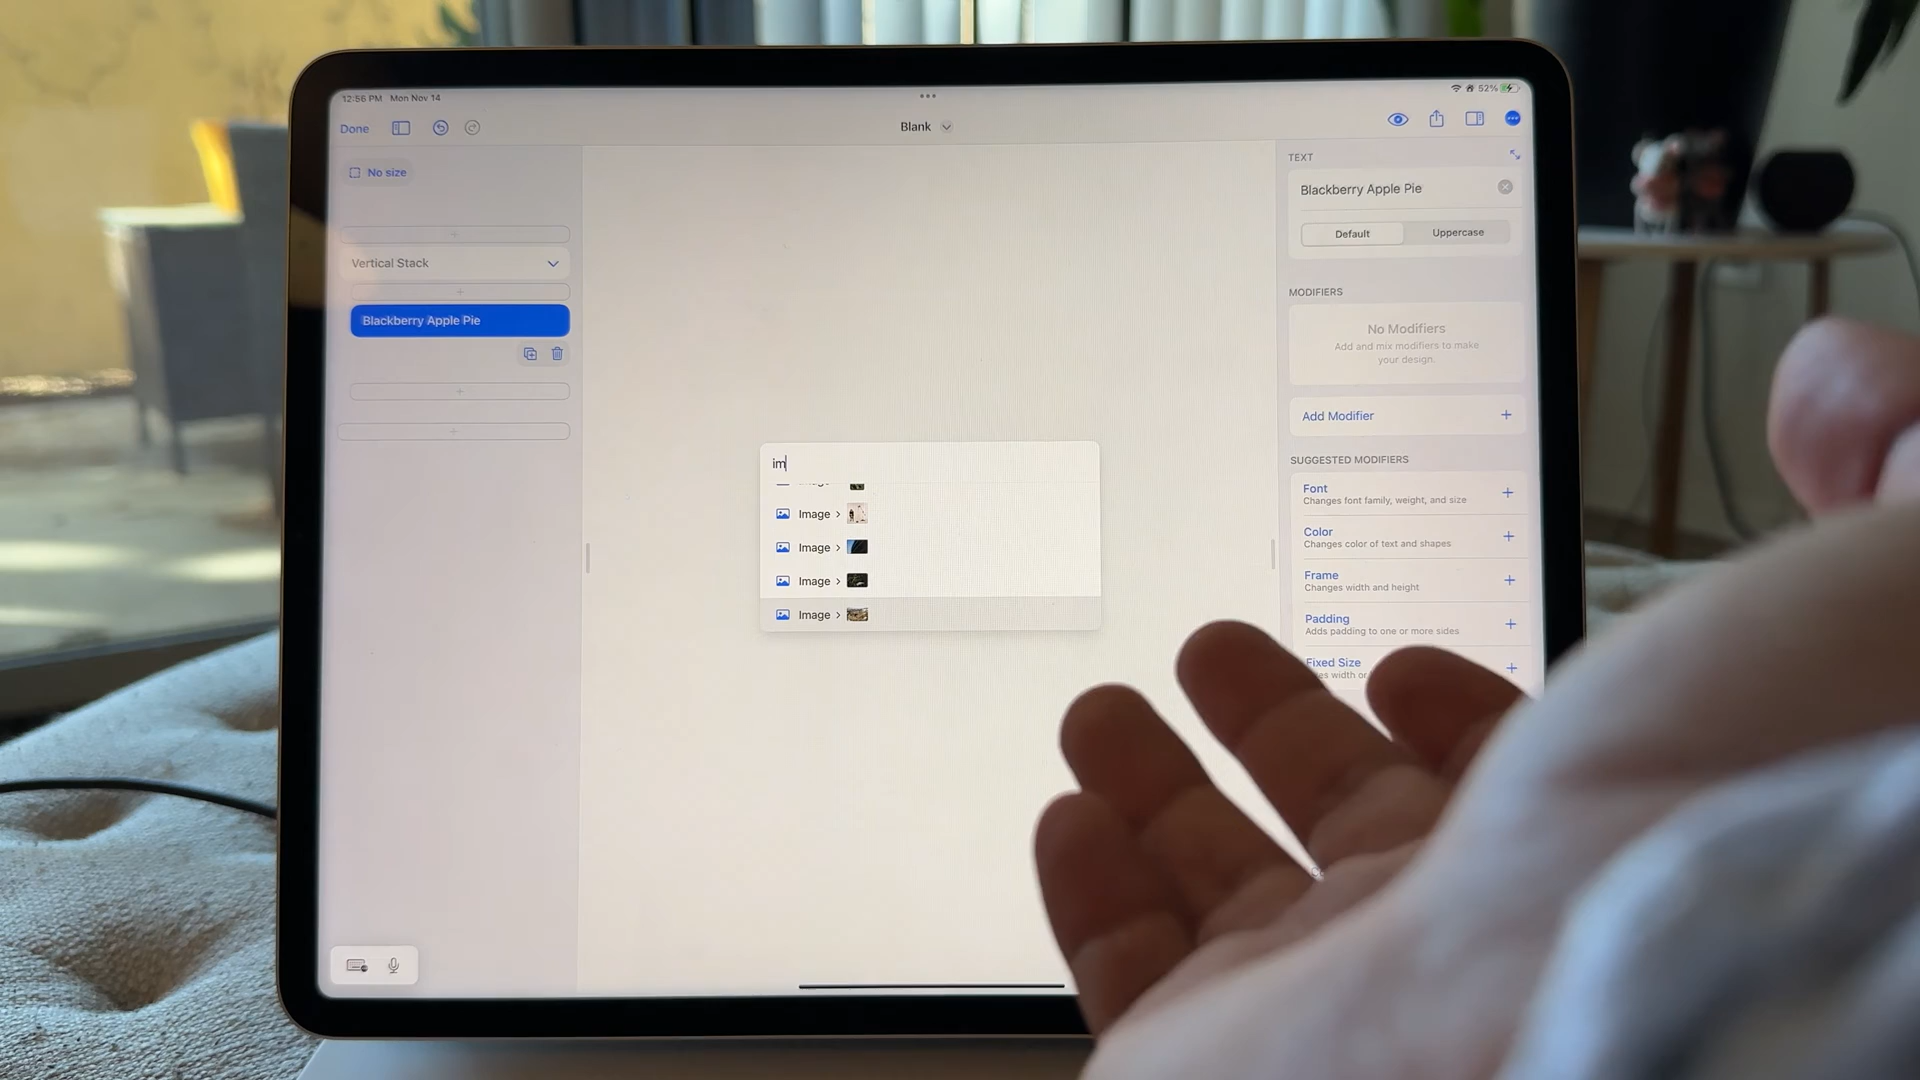 12:56 PM Mon Nov 14
52%
Done
Blank
No size
Vertical Stack
Blackberry Apple Pie
TEXT
Blackberry Apple Pie
Default
Uppercase
MODIFIERS
No Modifiers
Add and mix modifiers to make
your design.
Add Modifier
SUGGESTED MODIFIERS
Font
Changes font family, weight, and size
Color
Changes color of text and shapes
Frame
Changes width and height
Padding
Adds padding to one or more sides
Fixed Size
width or
im
Image
Image
Image
Image
Image